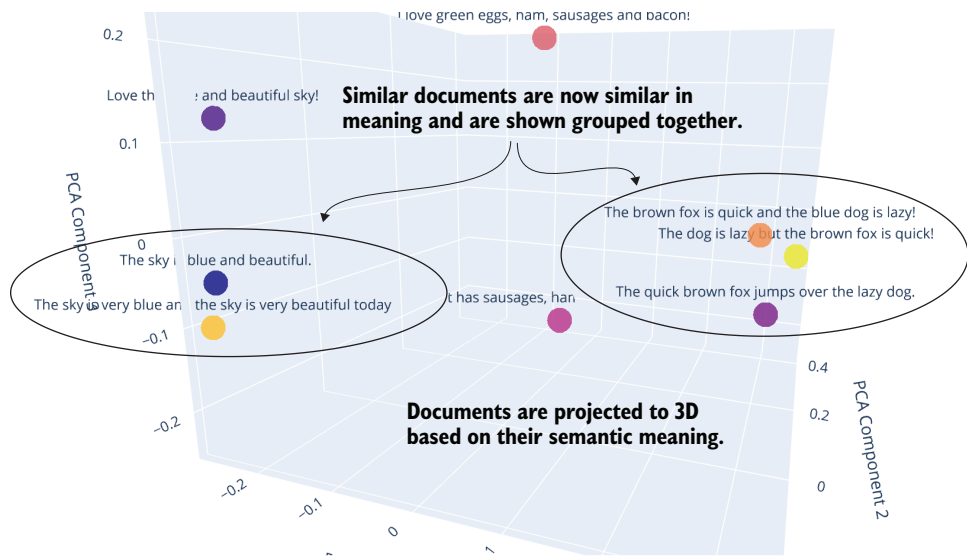 I love green eggs, ham, sausages and bacon!
0.2
Love th e and beautiful sky!
Similar documents are now similar in
meaning and are shown grouped together.
0.1
PCA Component 3
The brown fox is quick and the blue dog is lazy!
The dog is lazy but the brown fox is quick!
0
The sky i blue and beautiful.
The sky is very blue an the sky is very beautiful today
t has sausages, ham
The quick brown fox jumps over the lazy dog.
−0.1
0.4
Documents are projected to 3D
based on their semantic meaning.
PCA Component 2
0.2
−0.2
0
−0.2
−0.1
0
1